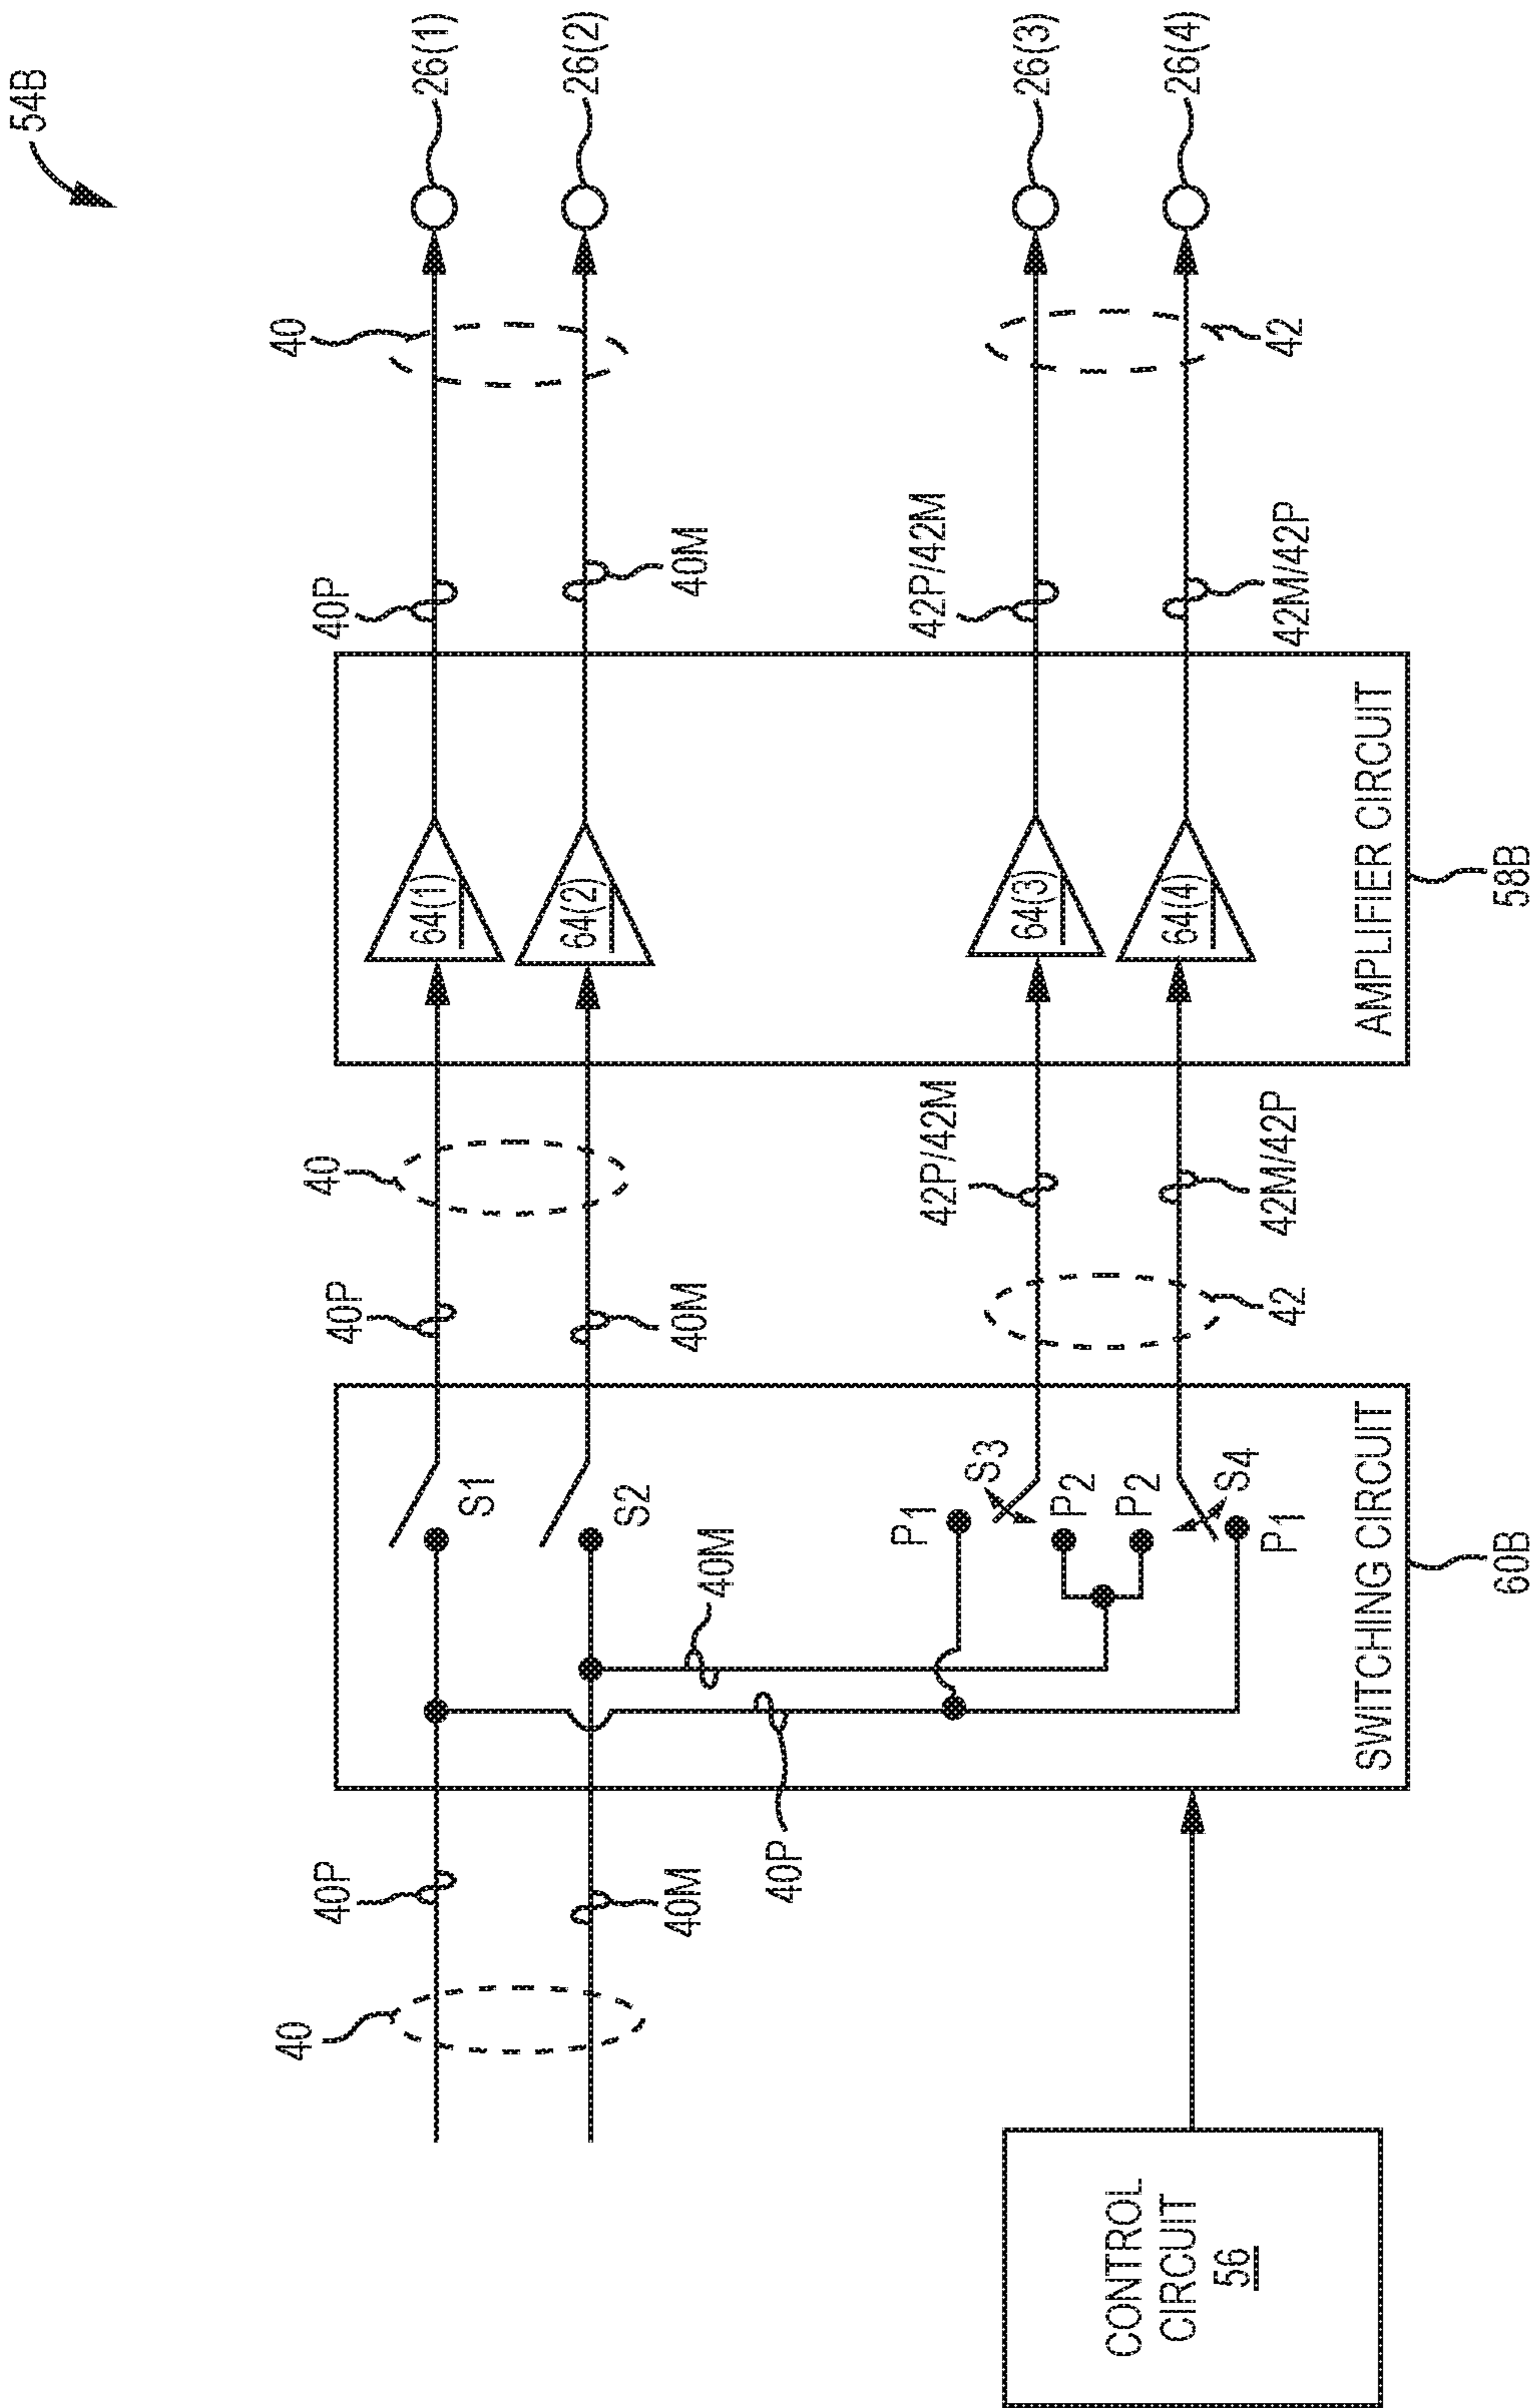 54B
40
40P
40M
40
40P
40M
40P
40M
S1
S2
P1
S3
P2
P2
S4
P1
SWITCHING CIRCUIT
60B
CONTROL
CIRCUIT
56
40P
40M
40
42
42P/42M
42M/42P
64(1)
64(2)
64(3)
64(4)
AMPLIFIER CIRCUIT
58B
40P
40M
42P/42M
42M/42P
40
42
26(1)
26(2)
26(3)
26(4)